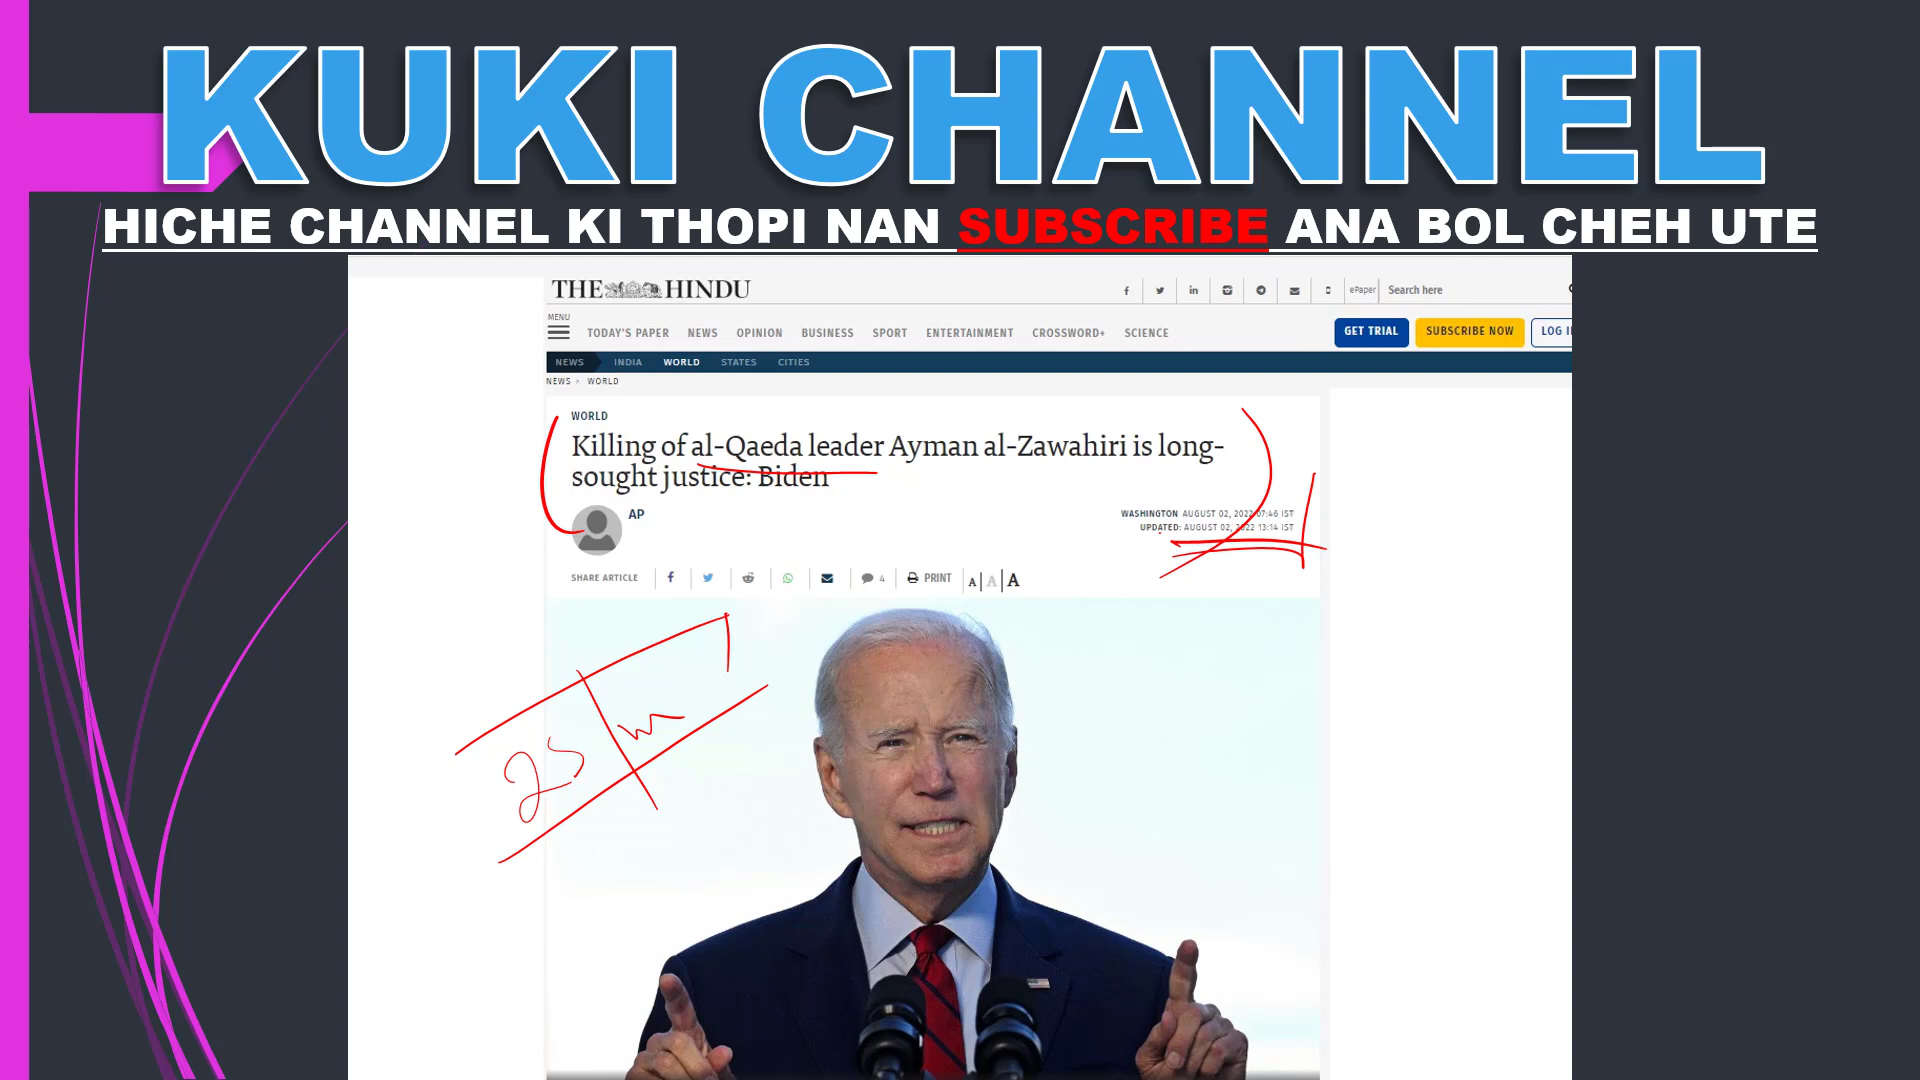 KUKI CHANNEL
HICHE CHANNEL KI THOPI NAN SUBSCRIBE ANA BOL CHEH UTE
THE HINDU
ePaper Search here
MENU
TODAY'S PAPER NEWS OPINION BUSINESS SPORT ENTERTAINMENT CROSSWORD+ SCIENCE
GET TRIAL SUBSCRIBE NOW LOG
NEWS INDIA WORLD STATES CITIES
NEWS > WORLD
WORLD
Killing of al-Qaeda leader Ayman al-Zawahiri is long-
sought justice: Biden
AP
WASHINGTON AUGUST 02, 2022 07:46 IST
UPDATED: AUGUST 02, 2022 13:14 IST
SHARE ARTICLE 4 PRINT A A A
25 m